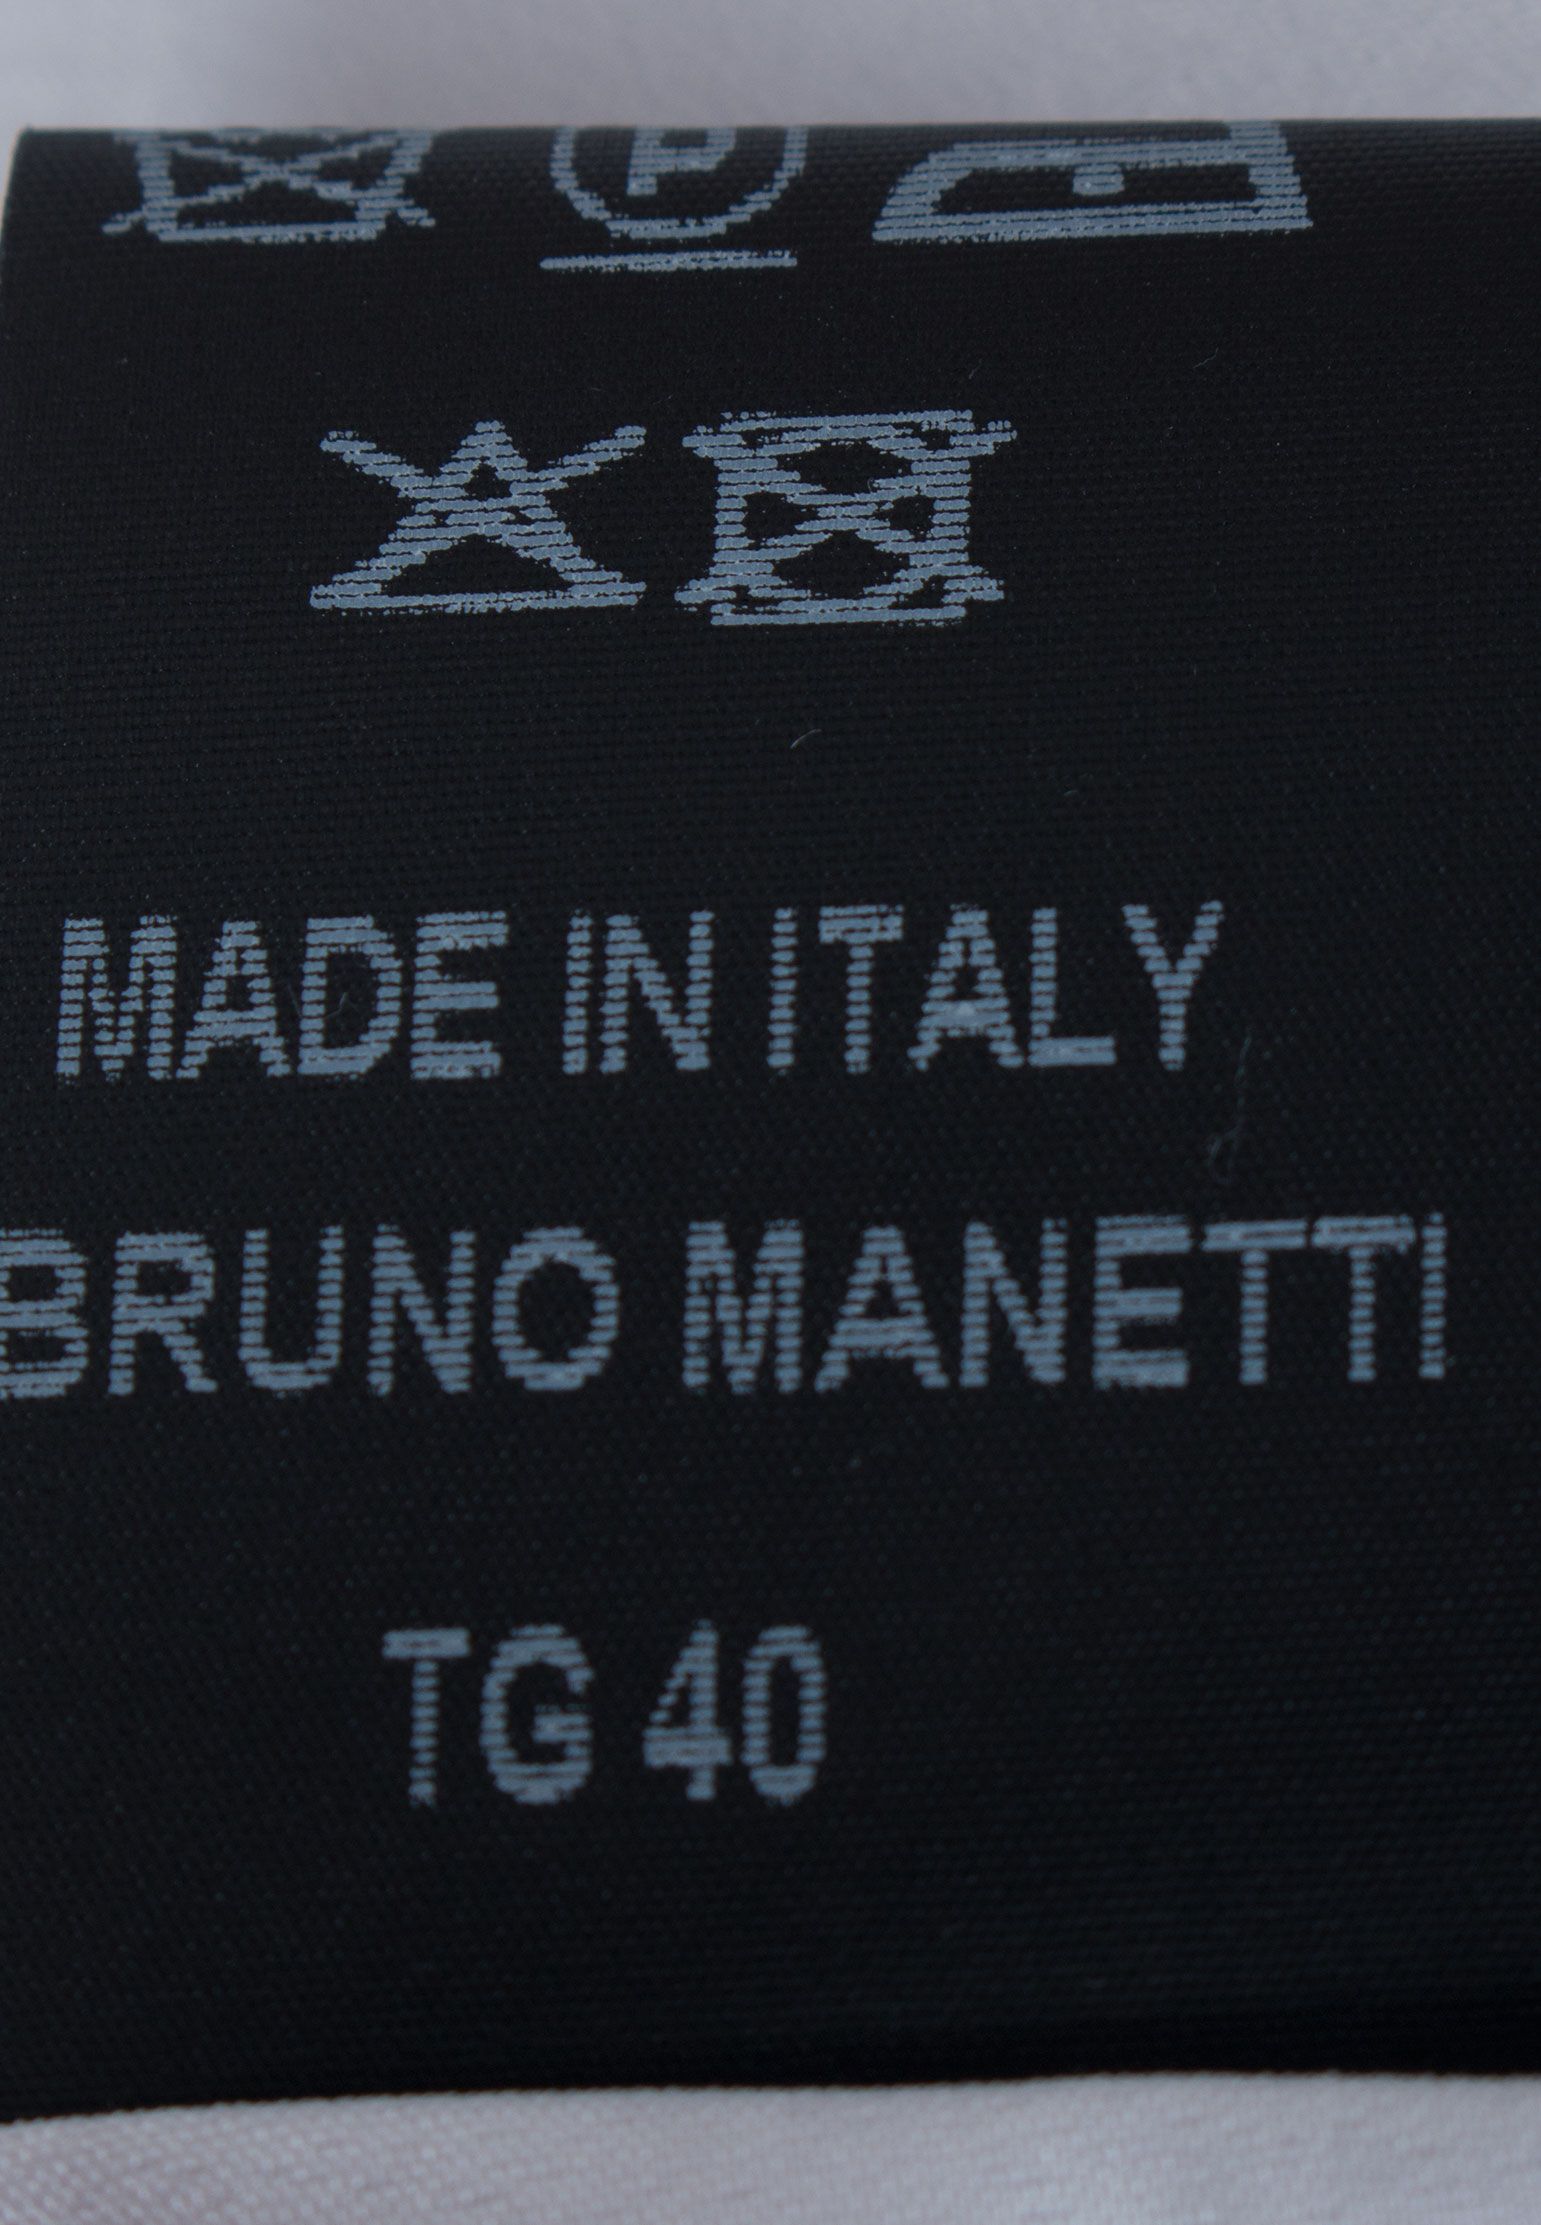 P
MADE IN ITALY
BRUNO MANETTI
TG 40